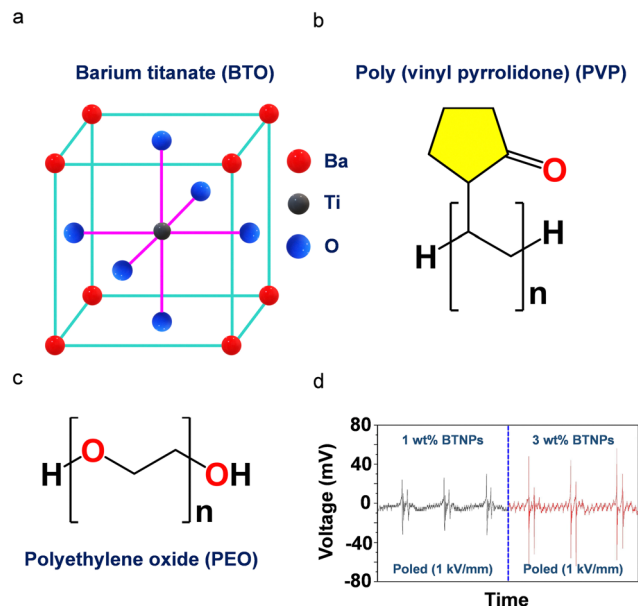 a
Barium titanate (BTO)
Ba
Ti
O
b
Poly (vinyl pyrrolidone) (PVP)
O
H
H
n
c
H
O
OH
n
Polyethylene oxide (PEO)
d
80
40
0
-40
-80
Voltage (mV)
1 wt% BTNPs
3 wt% BTNPs
Poled (1 kV/mm)
Poled (1 kV/mm)
Time